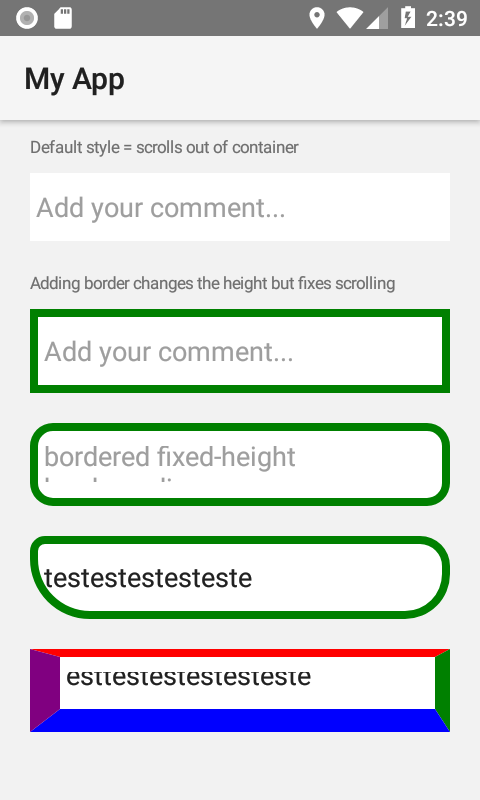 2:39
My App
Default style = scrolls out of container
Add your comment...
Adding border changes the height but fixes scrolling
Add your comment...
bordered fixed-height
testestestesteste
esttestestestesteste